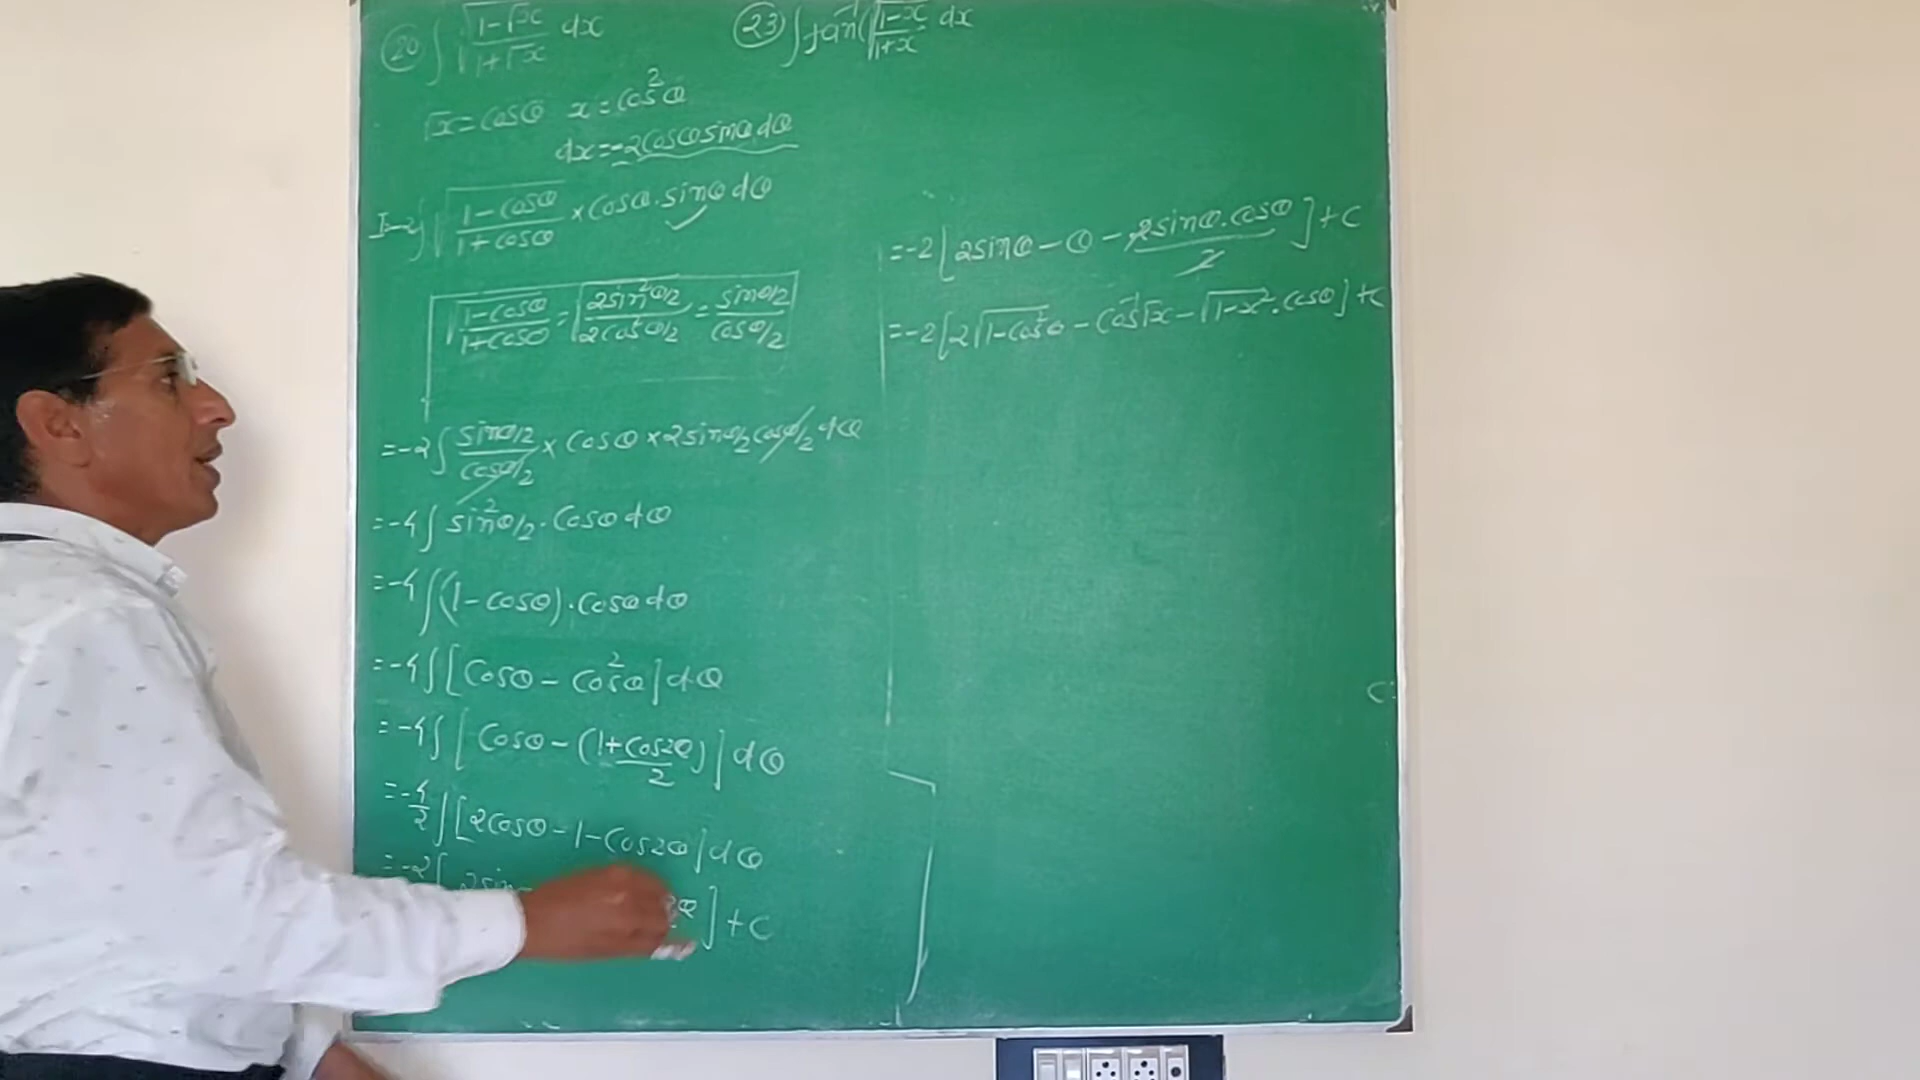 (20) ∫ √((1-√x)/(1+√x)) dx
√x = cosθ x = cos²θ
dx = -2cosθ sinθ dθ
I = -2∫ √((1-cosθ)/(1+cosθ)) × cosθ . sinθ dθ
√((1-cosθ)/(1+cosθ)) = √((2sin²θ/2)/(2cos²θ/2)) = (sinθ/2)/(cosθ/2)
= -2∫ (sinθ/2)/(cosθ/2) × cosθ × 2sinθ/2 cosθ/2 dθ
= -4∫ sin²θ/2 . cosθ dθ
= -4∫ (1-cosθ) . cosθ dθ
= -4∫ [cosθ - cos²θ] dθ
= -4∫ [cosθ - ((1+cos2θ)/2)] dθ
= -4/2 ∫ [2cosθ - 1 - cos2θ] dθ
= -2[ 2sin 2θ ] + C
(23) ∫ tan⁻¹(√((1-x)/(1+x)) dx
= -2[2sinθ - θ - (2sinθ.cosθ)/2] + C
= -2[2√(1-cos²θ) - cos⁻¹√x - √(1-x²) . cosθ] + C
C